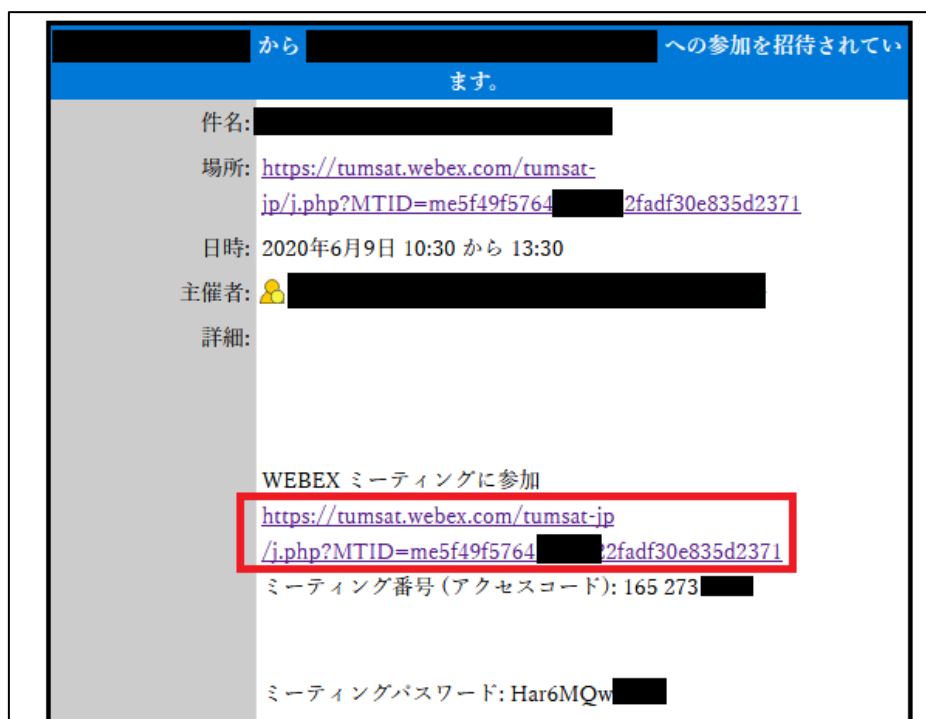 から への参加を招待されてい
ます。
件名:
場所: https://tumsat.webex.com/tumsat-
jp/j.php?MTID=me5f49f5764 2fadf30e835d2371
日時: 2020年6月9日 10:30 から 13:30
主催者:
詳細:
WEBEX ミーティングに参加
https://tumsat.webex.com/tumsat-jp
/j.php?MTID=me5f49f5764 22fadf30e835d2371
ミーティング番号 (アクセスコード): 165 273
ミーティングパスワード: Har6MQw